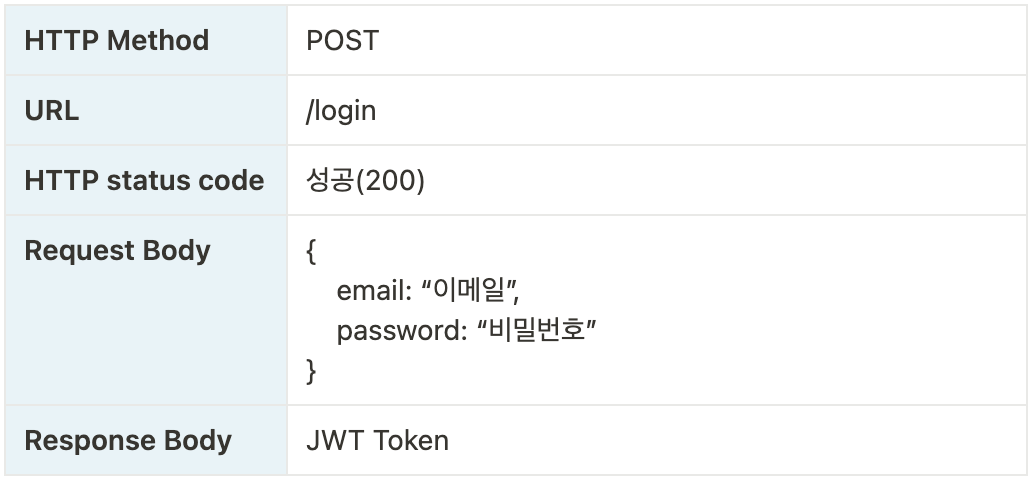 HTTP Method POST
URL /login
HTTP status code 성공(200)
Request Body {
email: “이메일”,
password: “비밀번호”
}
Response Body JWT Token